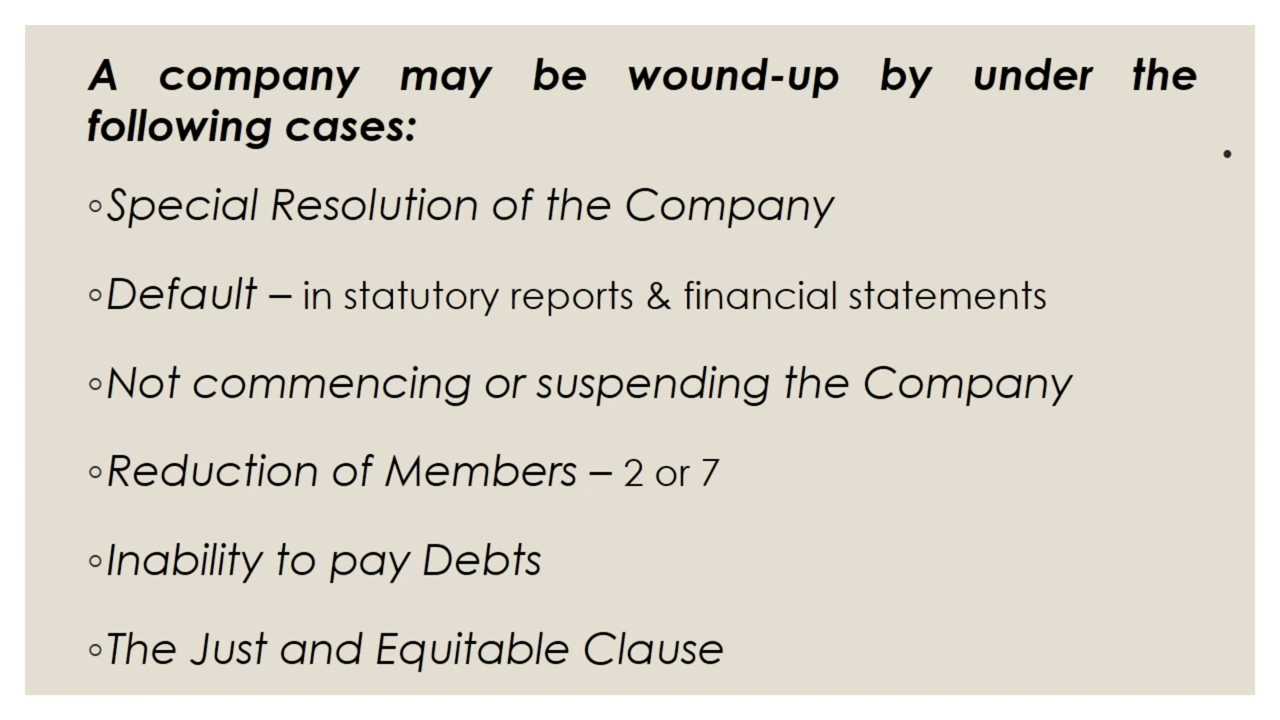 A company may be wound-up by under the
following cases:
◦Special Resolution of the Company
◦Default – in statutory reports & financial statements
◦Not commencing or suspending the Company
◦Reduction of Members – 2 or 7
◦Inability to pay Debts
◦The Just and Equitable Clause